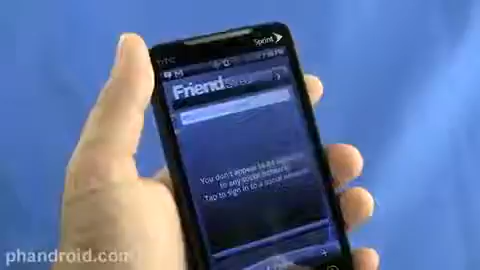 hTC
Sprint
Friend
You don't appear to be
to any social network.
Tap to sign in to a social network
phandroid.com